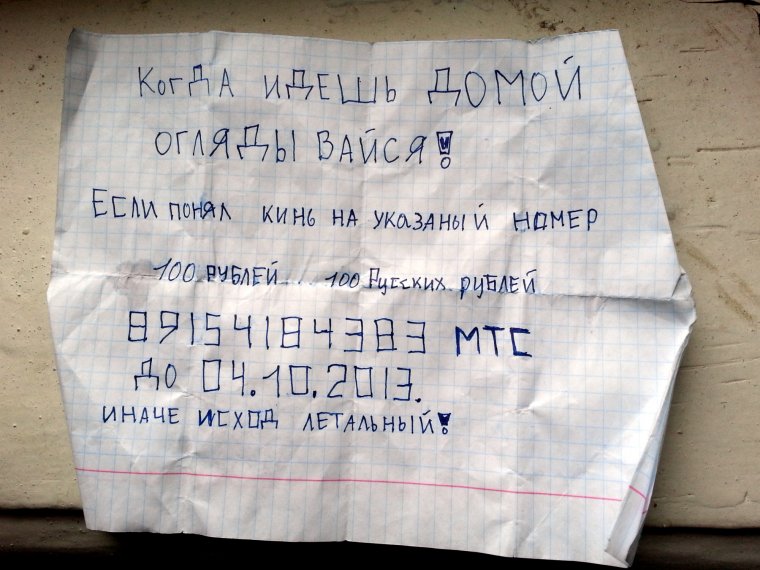 КогДА ИДЕШЬ ДОМОЙ
ОГЛЯДЫ ВАЙСЯ!
ЕСЛИ ПОНЯЛ КИНЬ НА УКАЗАНЫЙ НОМЕР
100 РУБЛЕЙ... 100 Русских рублей
89154184383 МТС
ДО 04.10.2013.
ИНАЧЕ ИСХОД ЛЕТАЛЬНЫЙ!